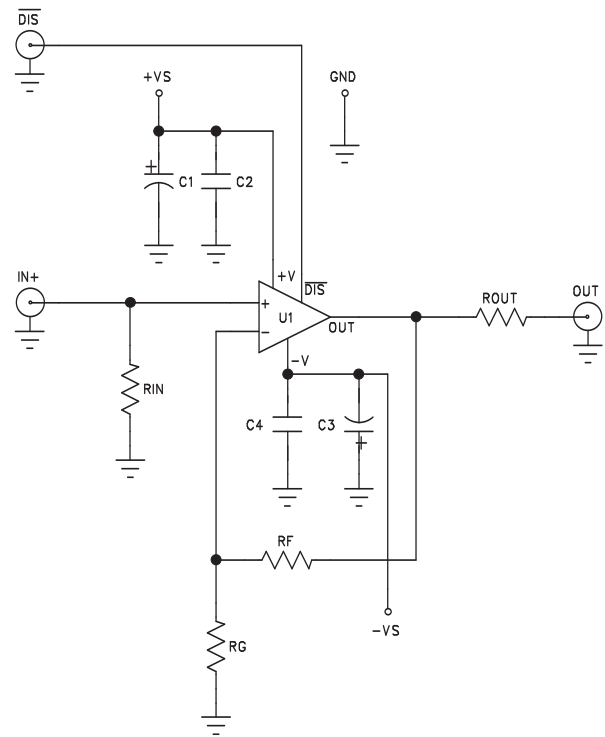 DIS
+VS
GND
+
C1
C2
IN+
+V
DIS
+
U1
−
OUT
ROUT
OUT
−V
RIN
C4
C3
+
RF
−VS
RG